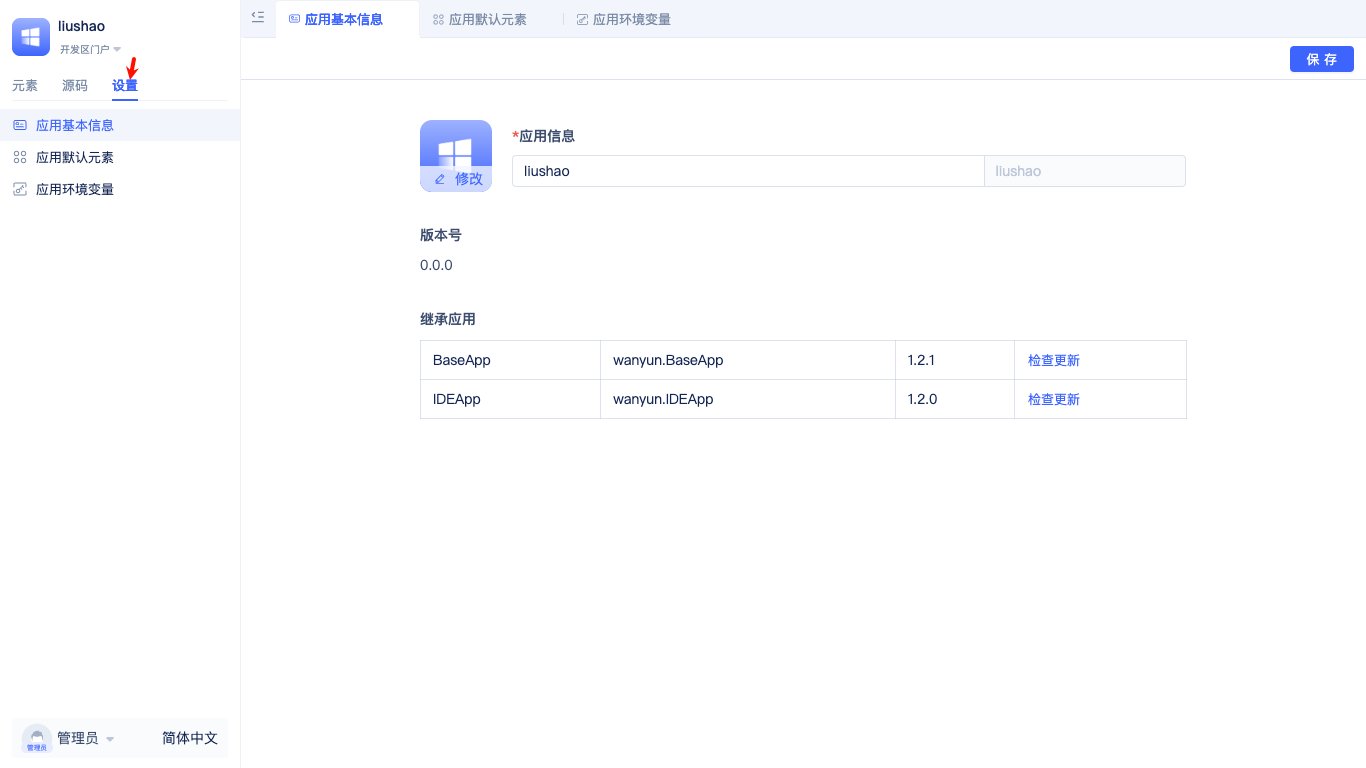 liushao
开发区门户
元素 源码 设置
应用基本信息
应用默认元素
应用环境变量
管理员
管理员 简体中文
应用基本信息 应用默认元素 应用环境变量
保 存
修改
*应用信息
liushao liushao
版本号
0.0.0
继承应用
BaseApp wanyun.BaseApp 1.2.1 检查更新
IDEApp wanyun.IDEApp 1.2.0 检查更新